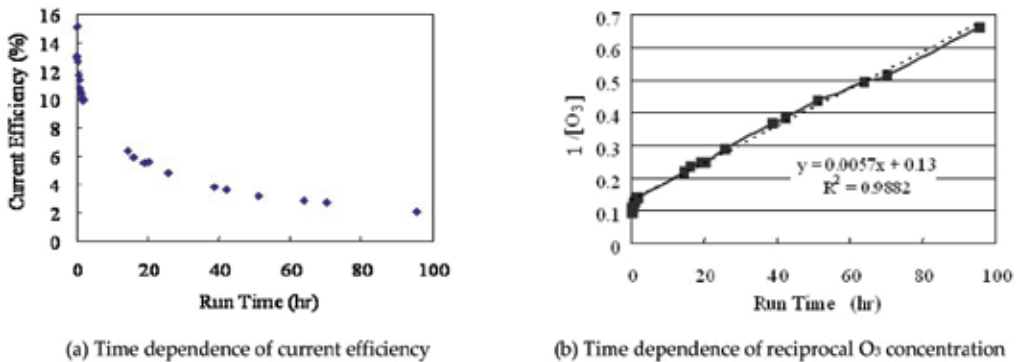 16
14
12
10
8
6
4
2
0
Current Efficiency (%)
0 20 40 60 80 100
Run Time (hr)
(a) Time dependence of current efficiency
0.7
0.6
0.5
0.4
0.3
0.2
0.1
0
1/[O3]
y = 0.0057x + 0.13
R² = 0.9882
0 20 40 60 80 100
Run Time (hr)
(b) Time dependence of reciprocal O3 concentration